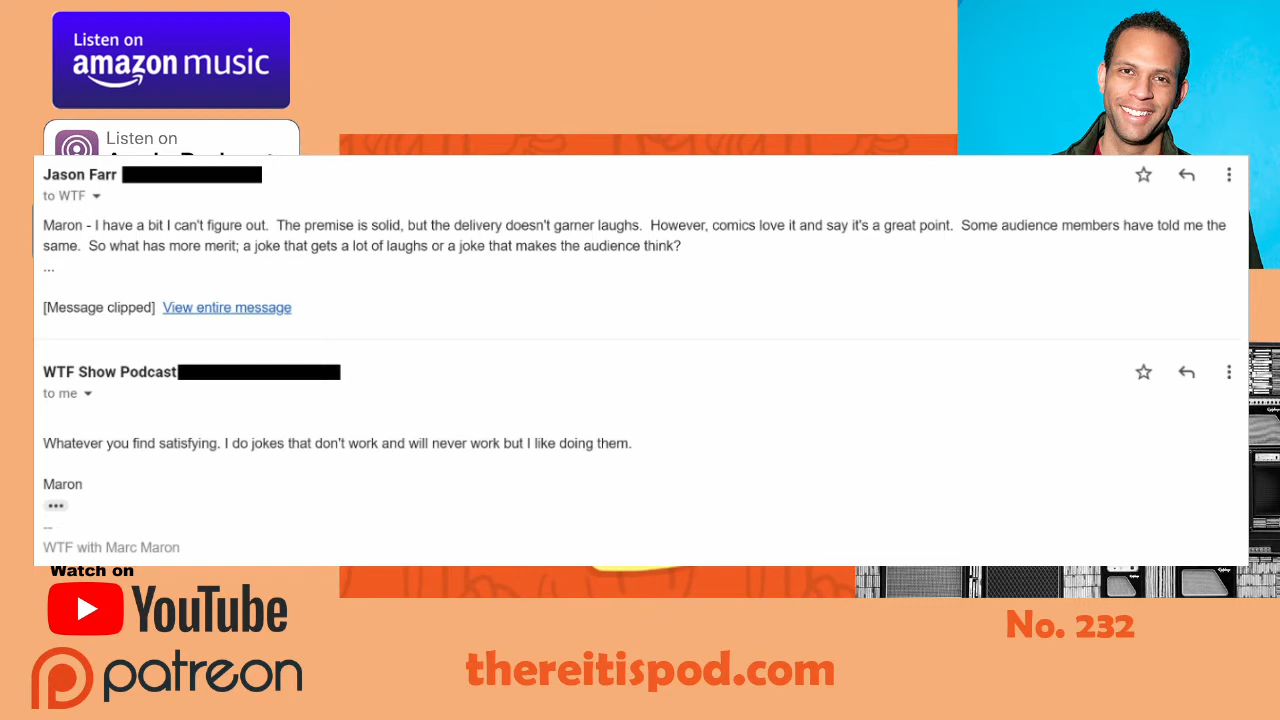 Listen on
amazon music
Listen on
Jason Farr
to WTF
Maron - I have a bit I can't figure out.  The premise is solid, but the delivery doesn't garner laughs.  However, comics love it and say it's a great point.  Some audience members have told me the
same.  So what has more merit; a joke that gets a lot of laughs or a joke that makes the audience think?
...
[Message clipped]  View entire message
WTF Show Podcast
to me
Whatever you find satisfying. I do jokes that don't work and will never work but I like doing them.
Maron
•••
--
WTF with Marc Maron
Watch on
YouTube
patreon
No. 232
thereitispod.com